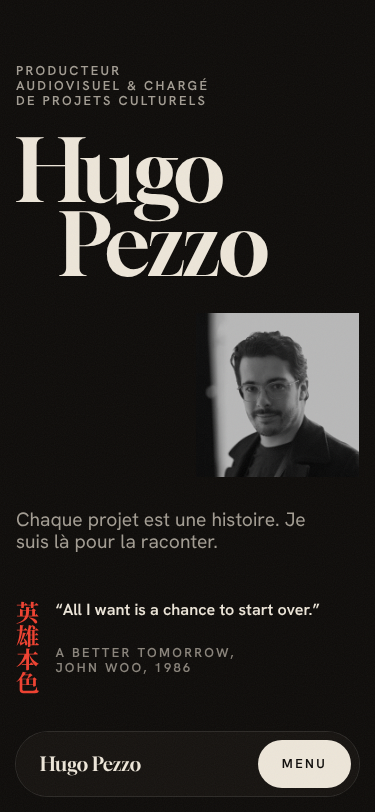 PRODUCTEUR
AUDIOVISUEL & CHARGÉ
DE PROJETS CULTURELS
Hugo
Pezzo
Chaque projet est une histoire. Je
suis là pour la raconter.
英雄本色
“All I want is a chance to start over.”
A BETTER TOMORROW,
JOHN WOO, 1986
Hugo Pezzo
MENU